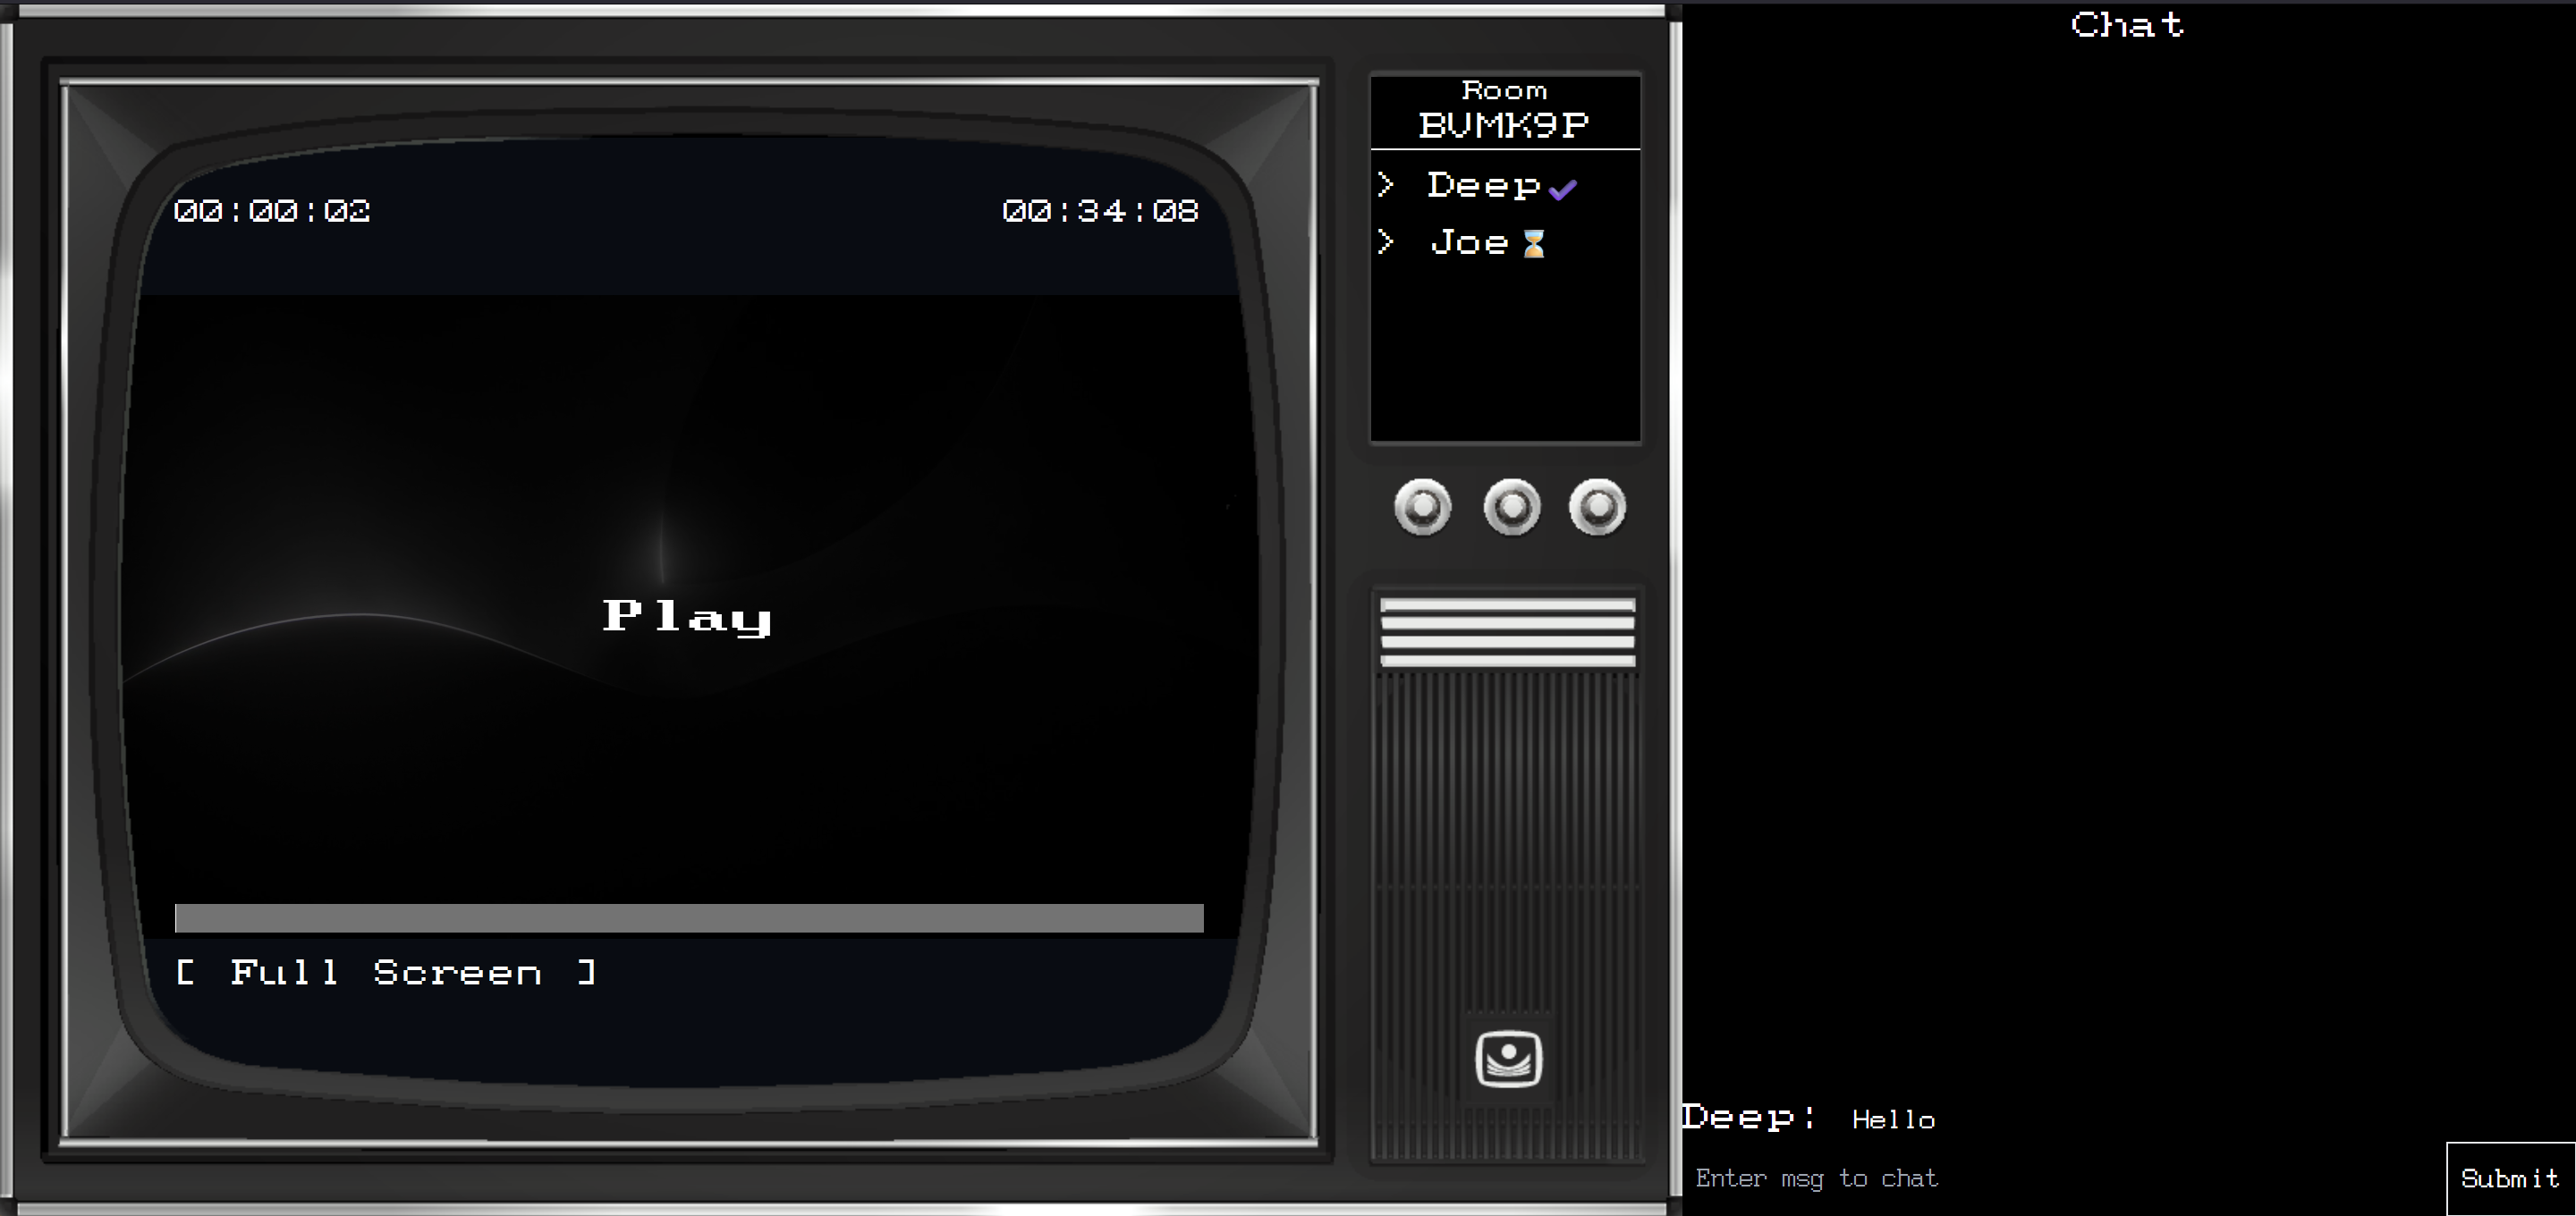 Chat
Room
BVMK9P
> Deep
> Joe
00:00:02 00:34:08
Play
[ Full Screen ]
Deep: Hello
Enter msg to chat
Submit